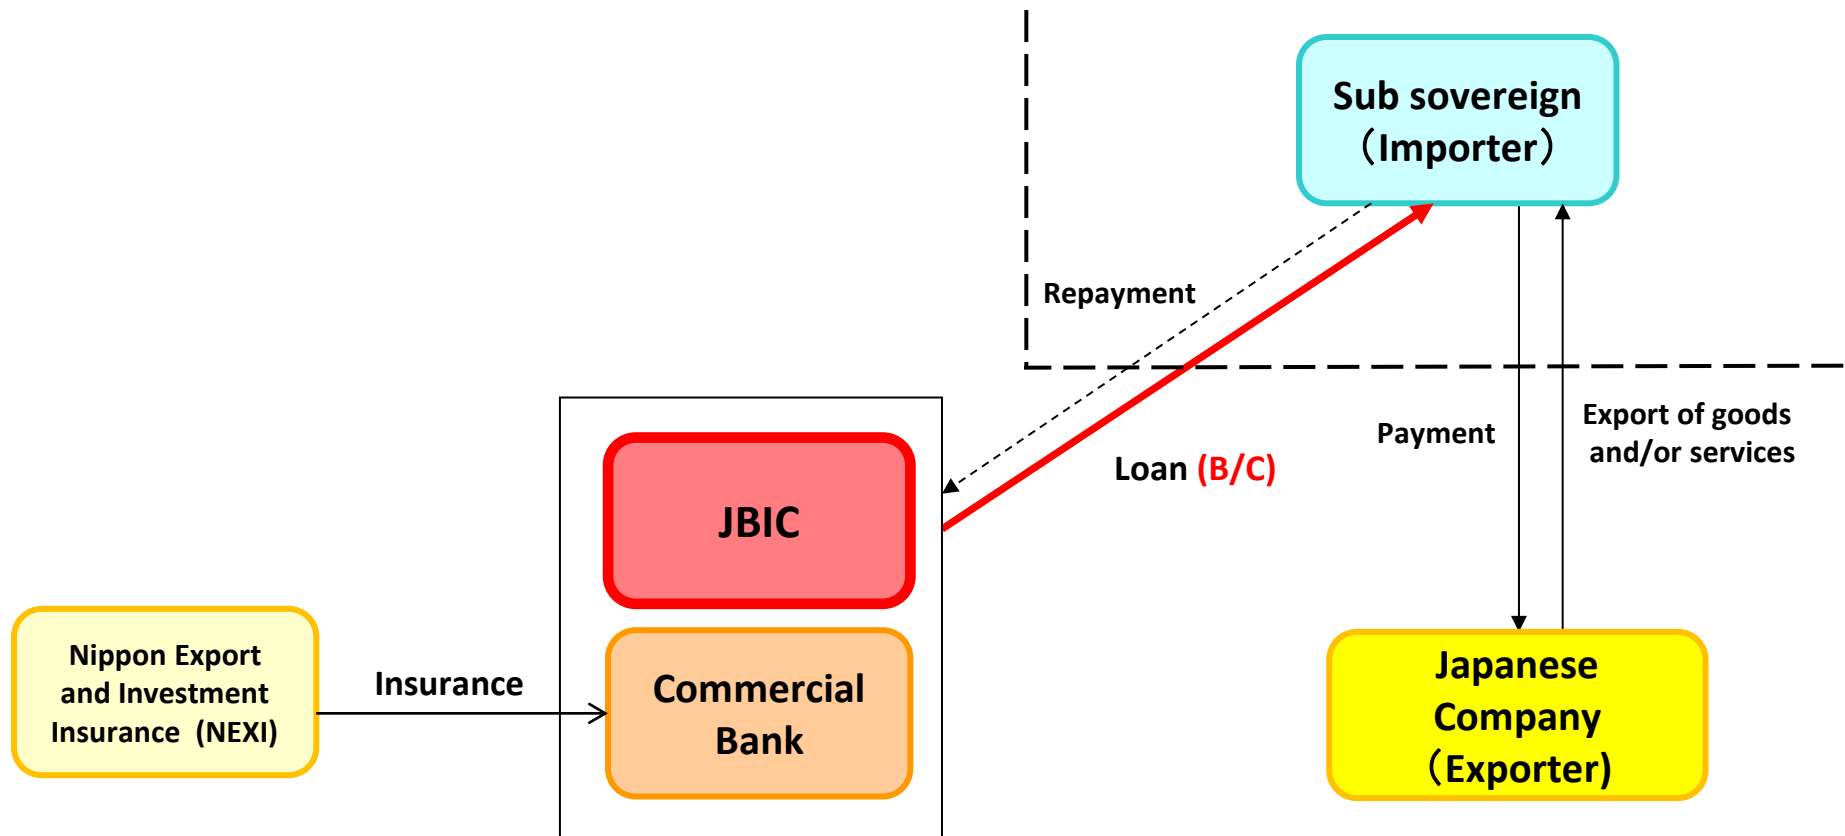 Sub sovereign
（Importer）
Repayment
Loan (B/C)
Payment
Export of goods
and/or services
JBIC
Commercial
Bank
Nippon Export
and Investment
Insurance (NEXI)
Insurance
Japanese
Company
（Exporter)